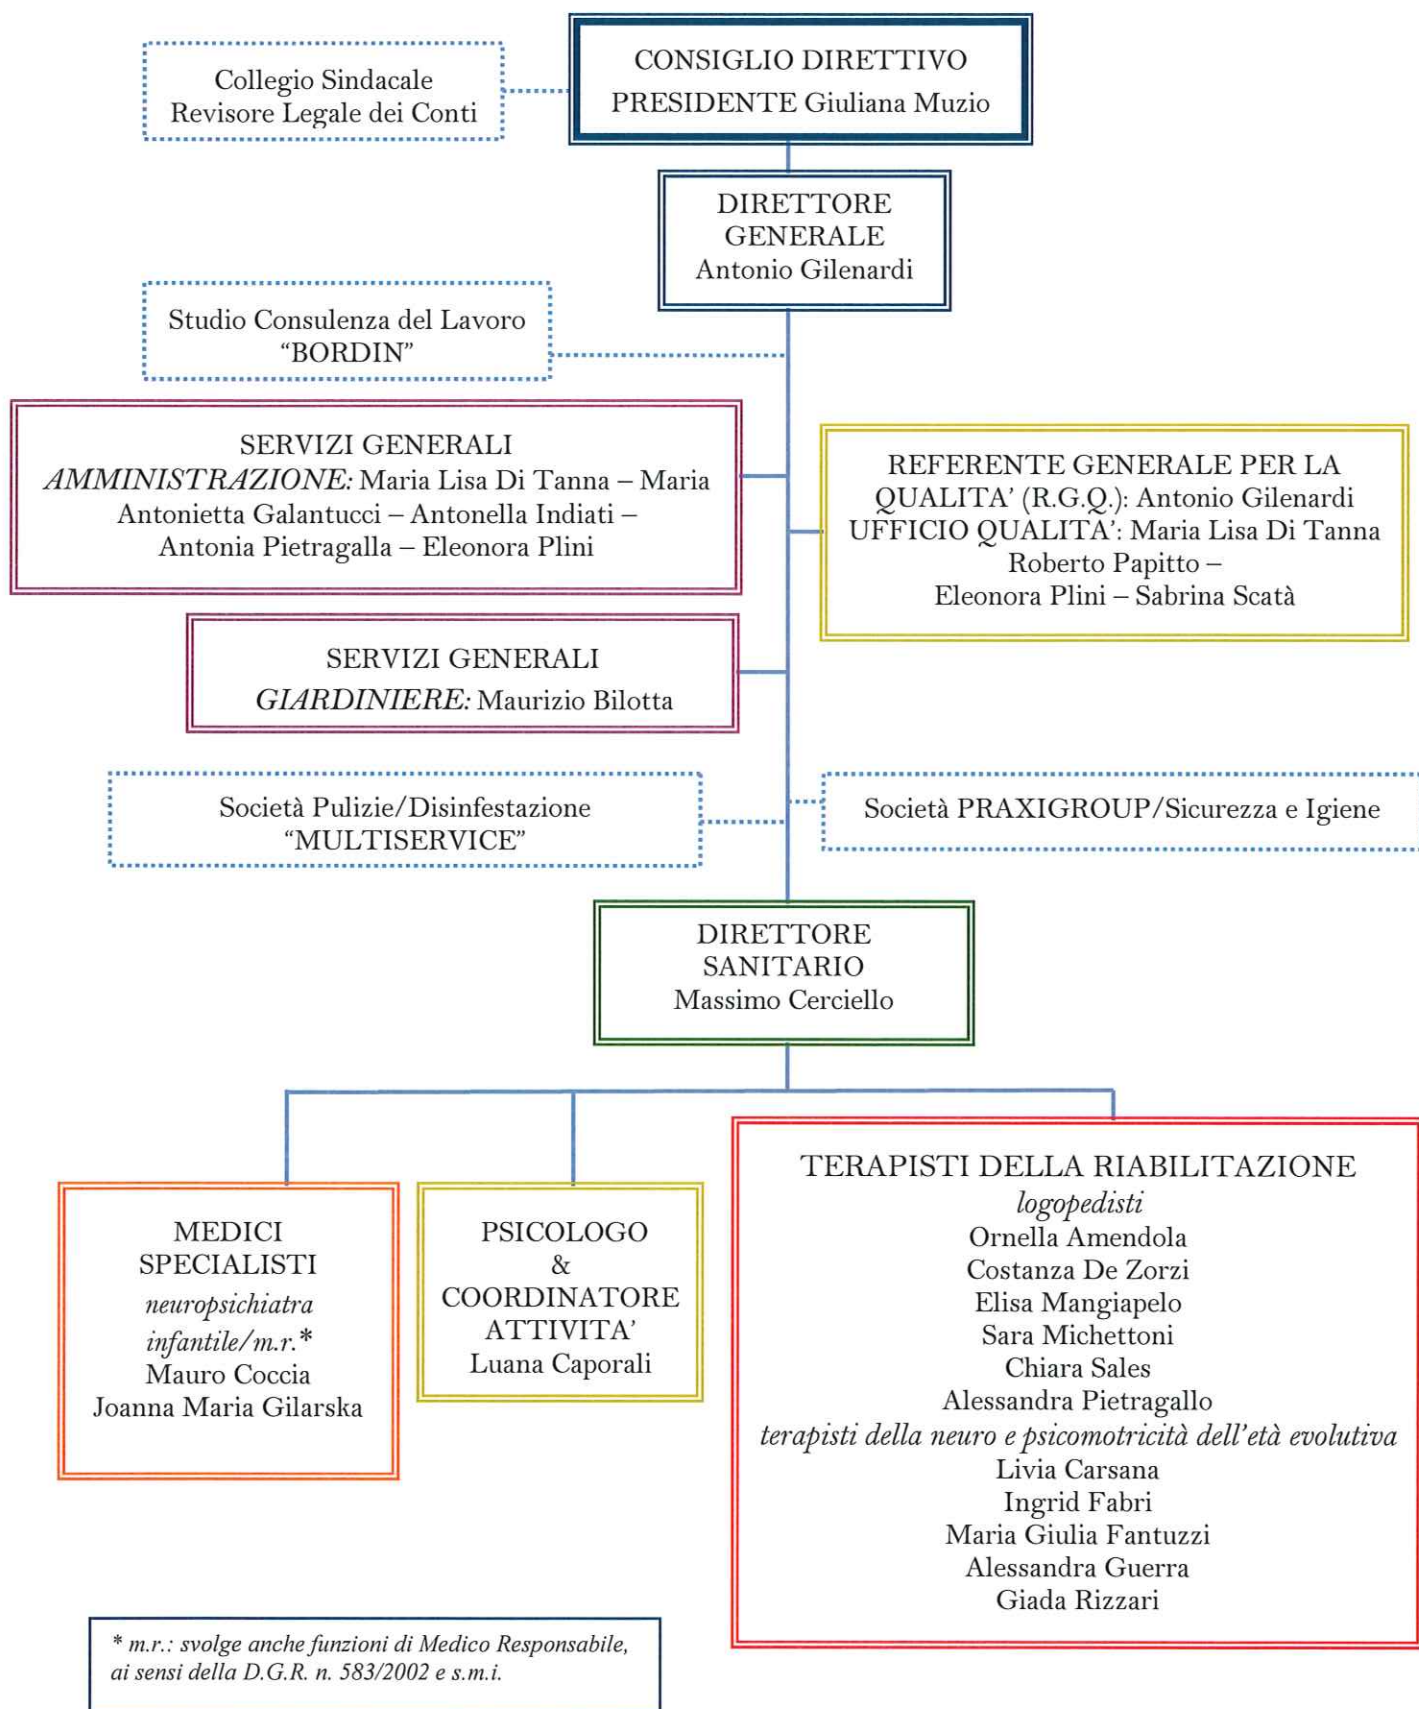 Collegio Sindacale
Revisore Legale dei Conti
CONSIGLIO DIRETTIVO
PRESIDENTE Giuliana Muzio
DIRETTORE
GENERALE
Antonio Gilenardi
Studio Consulenza del Lavoro
“BORDIN”
SERVIZI GENERALI
AMMINISTRAZIONE: Maria Lisa Di Tanna – Maria
Antonietta Galantucci – Antonella Indiati –
Antonia Pietragalla – Eleonora Plini
REFERENTE GENERALE PER LA
QUALITA’ (R.G.Q.): Antonio Gilenardi
UFFICIO QUALITA’: Maria Lisa Di Tanna
Roberto Papitto –
Eleonora Plini – Sabrina Scatà
SERVIZI GENERALI
GIARDINIERE: Maurizio Bilotta
Società Pulizie/Disinfestazione
“MULTISERVICE”
Società PRAXIGROUP/Sicurezza e Igiene
DIRETTORE
SANITARIO
Massimo Cerciello
MEDICI
SPECIALISTI
neuropsichiatra
infantile/m.r.*
Mauro Coccia
Joanna Maria Gilarska
PSICOLOGO
&
COORDINATORE
ATTIVITA’
Luana Caporali
TERAPISTI DELLA RIABILITAZIONE
logopedisti
Ornella Amendola
Costanza De Zorzi
Elisa Mangiapelo
Sara Michettoni
Chiara Sales
Alessandra Pietragallo
terapisti della neuro e psicomotricità dell’età evolutiva
Livia Carsana
Ingrid Fabri
Maria Giulia Fantuzzi
Alessandra Guerra
Giada Rizzari
* m.r.: svolge anche funzioni di Medico Responsabile,
ai sensi della D.G.R. n. 583/2002 e s.m.i.